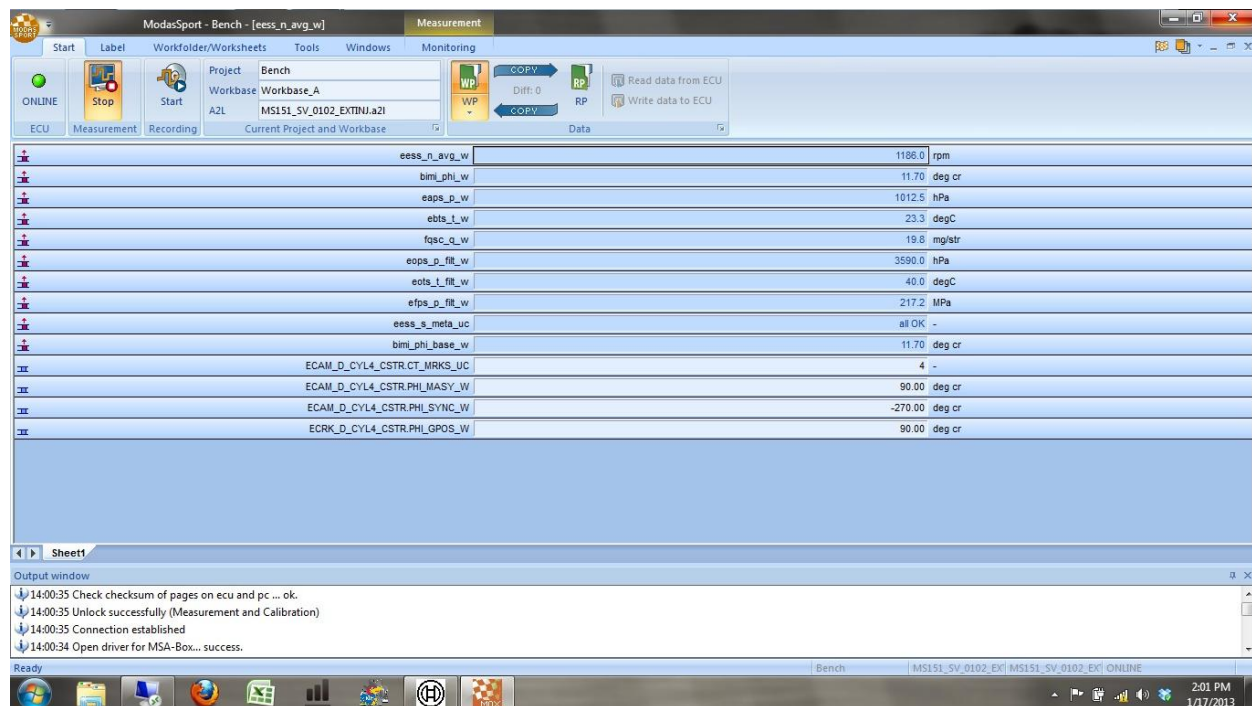 MODAS SPORT
ModasSport - Bench - [eess_n_avg_w]
Measurement
Start Label Workfolder/Worksheets Tools Windows Monitoring
ONLINE
Stop
Start
Project Bench
Workbase Workbase_A
A2L MS151_SV_0102_EXTINJ.a2l
WP
WP
COPY
Diff: 0
COPY
RP
RP
Read data from ECU
Write data to ECU
ECU Measurement Recording Current Project and Workbase Data
eess_n_avg_w 1186.0 rpm
bimi_phi_w 11.70 deg cr
eaps_p_w 1012.5 hPa
ebts_t_w 23.3 degC
fqsc_q_w 19.8 mg/str
eops_p_filt_w 3590.0 hPa
eots_t_filt_w 40.0 degC
efps_p_filt_w 217.2 MPa
eess_s_meta_uc all OK -
bimi_phi_base_w 11.70 deg cr
ECAM_D_CYL4_CSTR.CT_MRKS_UC 4 -
ECAM_D_CYL4_CSTR.PHI_MASY_W 90.00 deg cr
ECAM_D_CYL4_CSTR.PHI_SYNC_W -270.00 deg cr
ECRK_D_CYL4_CSTR.PHI_GPOS_W 90.00 deg cr
Sheet1
Output window
14:00:35 Check checksum of pages on ecu and pc ... ok.
14:00:35 Unlock successfully (Measurement and Calibration)
14:00:35 Connection established
14:00:34 Open driver for MSA-Box... success.
Ready Bench MS151_SV_0102_EX MS151_SV_0102_EX ONLINE
MDX
2:01 PM
1/17/2013